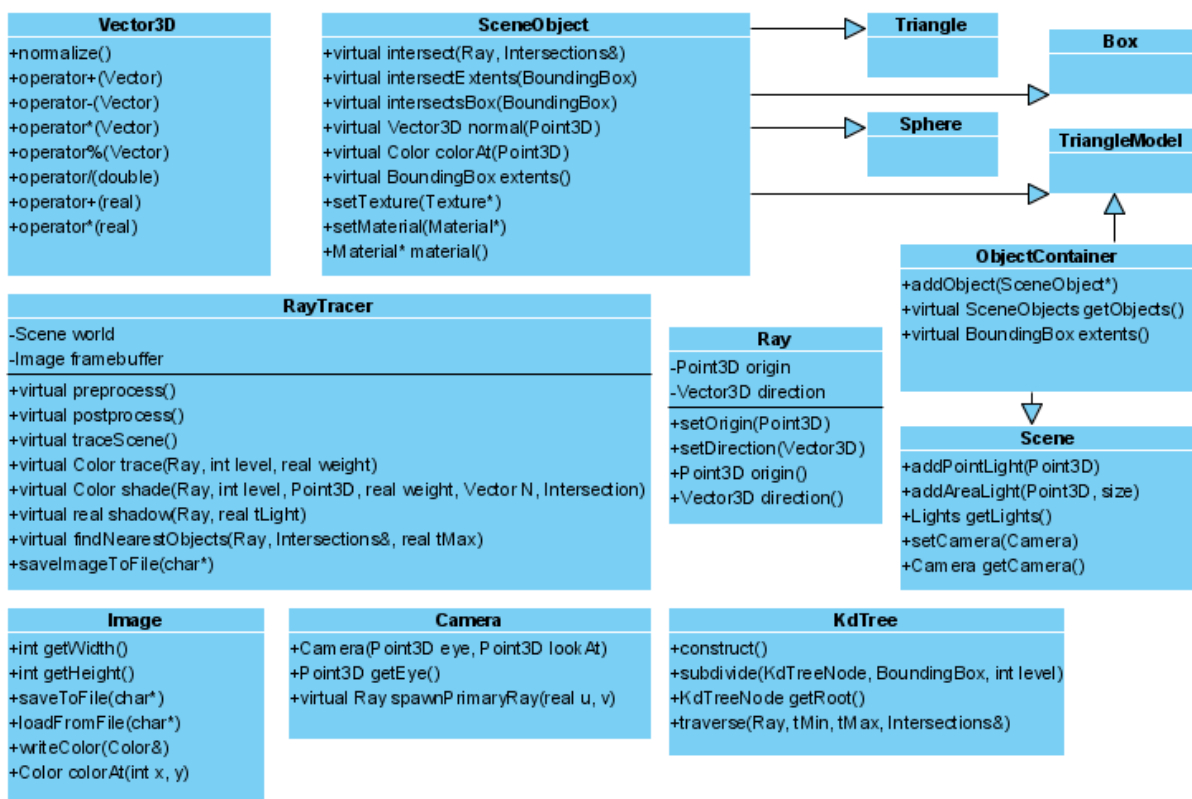 Vector3D
+normalize()
+operator+(Vector)
+operator-(Vector)
+operator*(Vector)
+operator%(Vector)
+operator/(double)
+operator+(real)
+operator*(real)
SceneObject
+virtual intersect(Ray, Intersections&)
+virtual intersectExtents(BoundingBox)
+virtual intersectsBox(BoundingBox)
+virtual Vector3D normal(Point3D)
+virtual Color colorAt(Point3D)
+virtual BoundingBox extents()
+setTexture(Texture*)
+setMaterial(Material*)
+Material* material()
Triangle
Box
Sphere
TriangleModel
ObjectContainer
+addObject(SceneObject*)
+virtual SceneObjects getObjects()
+virtual BoundingBox extents()
RayTracer
-Scene world
-Image framebuffer
+virtual preprocess()
+virtual postprocess()
+virtual traceScene()
+virtual Color trace(Ray, int level, real weight)
+virtual Color shade(Ray, int level, Point3D, real weight, Vector N, Intersection)
+virtual real shadow(Ray, real tLight)
+virtual findNearestObjects(Ray, Intersections&, real tMax)
+saveImageToFile(char*)
Ray
-Point3D origin
-Vector3D direction
+setOrigin(Point3D)
+setDirection(Vector3D)
+Point3D origin()
+Vector3D direction()
Scene
+addPointLight(Point3D)
+addAreaLight(Point3D, size)
+Lights getLights()
+setCamera(Camera)
+Camera getCamera()
Image
+int getWidth()
+int getHeight()
+saveToFile(char*)
+loadFromFile(char*)
+writeColor(Color&)
+Color colorAt(int x, y)
Camera
+Camera(Point3D eye, Point3D lookAt)
+Point3D getEye()
+virtual Ray spawnPrimaryRay(real u, v)
KdTree
+construct()
+subdivide(KdTreeNode, BoundingBox, int level)
+KdTreeNode getRoot()
+traverse(Ray, tMin, tMax, Intersections&)